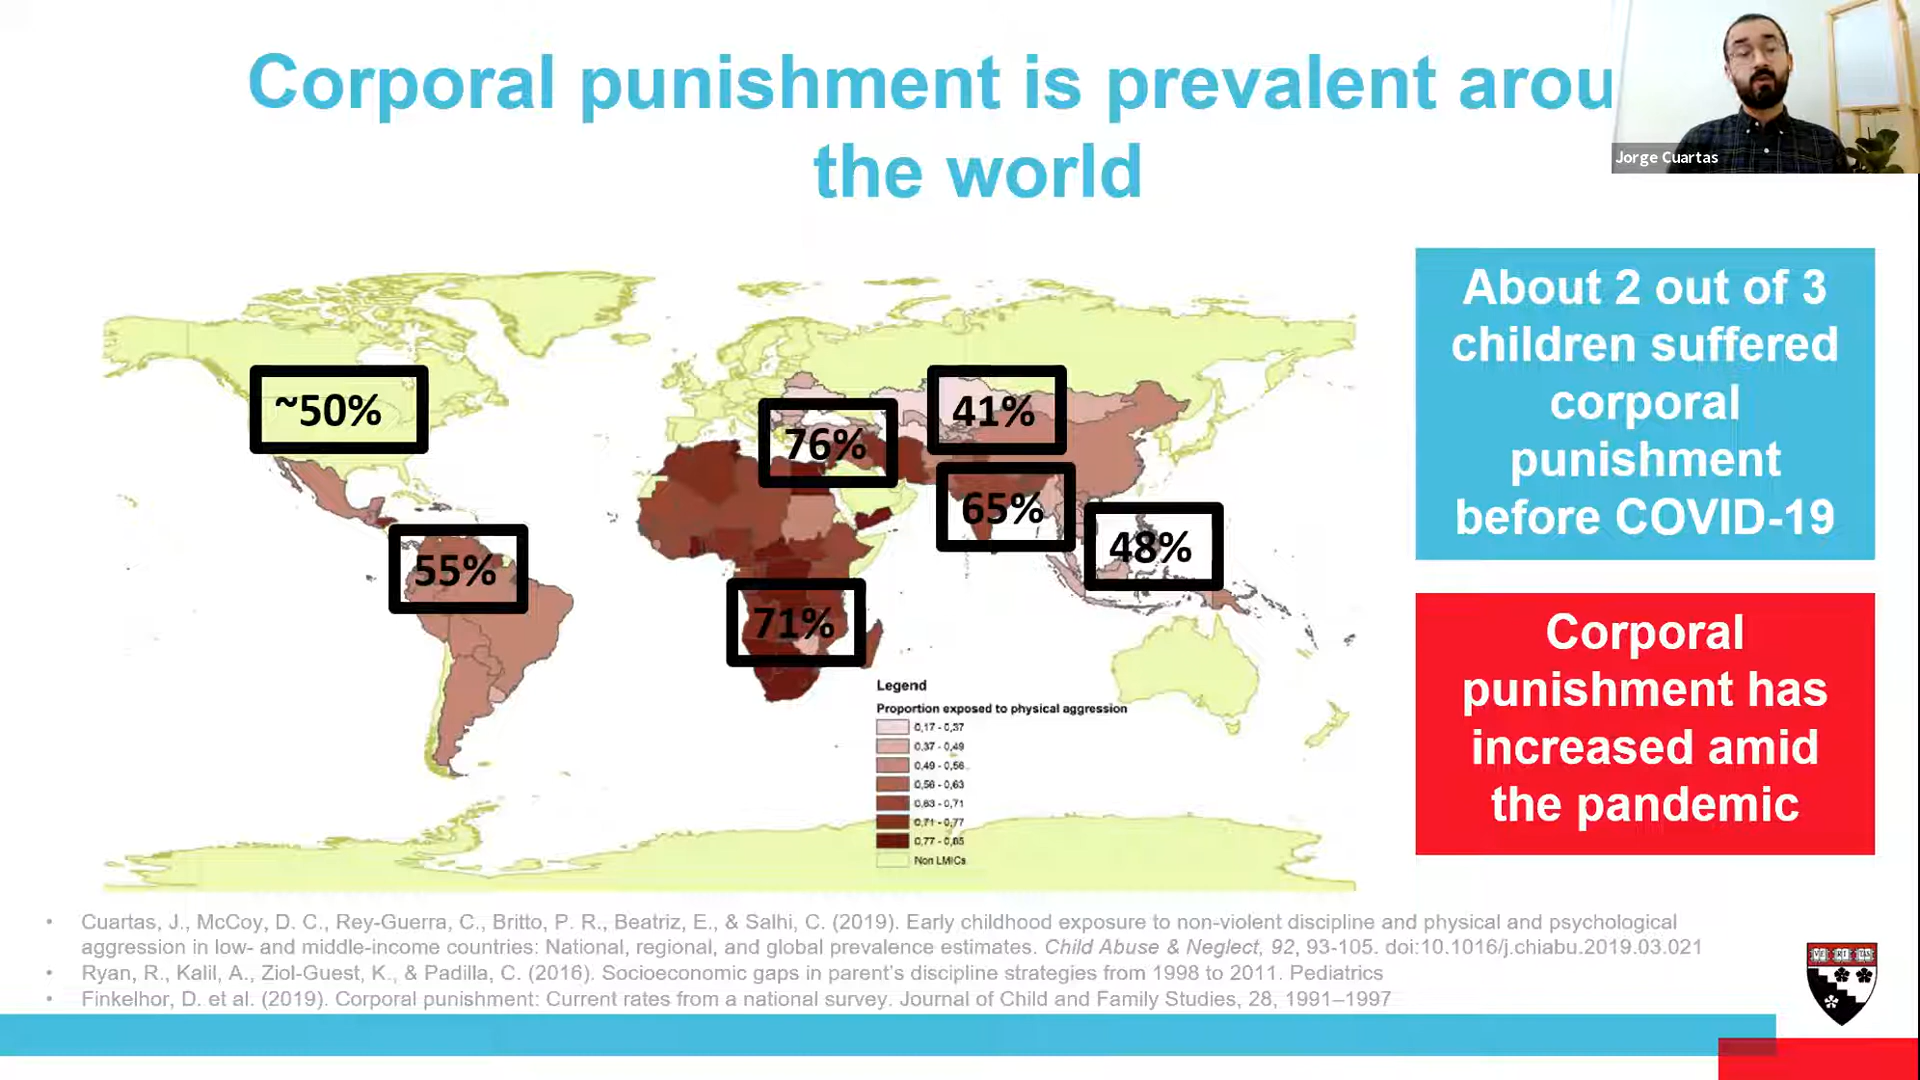 Corporal punishment is prevalent arou
the world
Jorge Cuartas
About 2 out of 3
children suffered
corporal
punishment
before COVID-19
Corporal
punishment has
increased amid
the pandemic
~50%
41%
76%
65%
48%
55%
71%
Legend
Proportion exposed to physical aggression
0,17 - 0,37
0,37 - 0,49
0,49 - 0,56
0,56 - 0,63
0,63 - 0,71
0,71 - 0,77
0,77 - 0,85
Non LMICs
• Cuartas, J., McCoy, D. C., Rey-Guerra, C., Britto, P. R., Beatriz, E., & Salhi, C. (2019). Early childhood exposure to non-violent discipline and physical and psychological
aggression in low- and middle-income countries: National, regional, and global prevalence estimates. Child Abuse & Neglect, 92, 93-105. doi:10.1016/j.chiabu.2019.03.021
• Ryan, R., Kalil, A., Ziol-Guest, K., & Padilla, C. (2016). Socioeconomic gaps in parent's discipline strategies from 1998 to 2011. Pediatrics
• Finkelhor, D. et al. (2019). Corporal punishment: Current rates from a national survey. Journal of Child and Family Studies, 28, 1991–1997